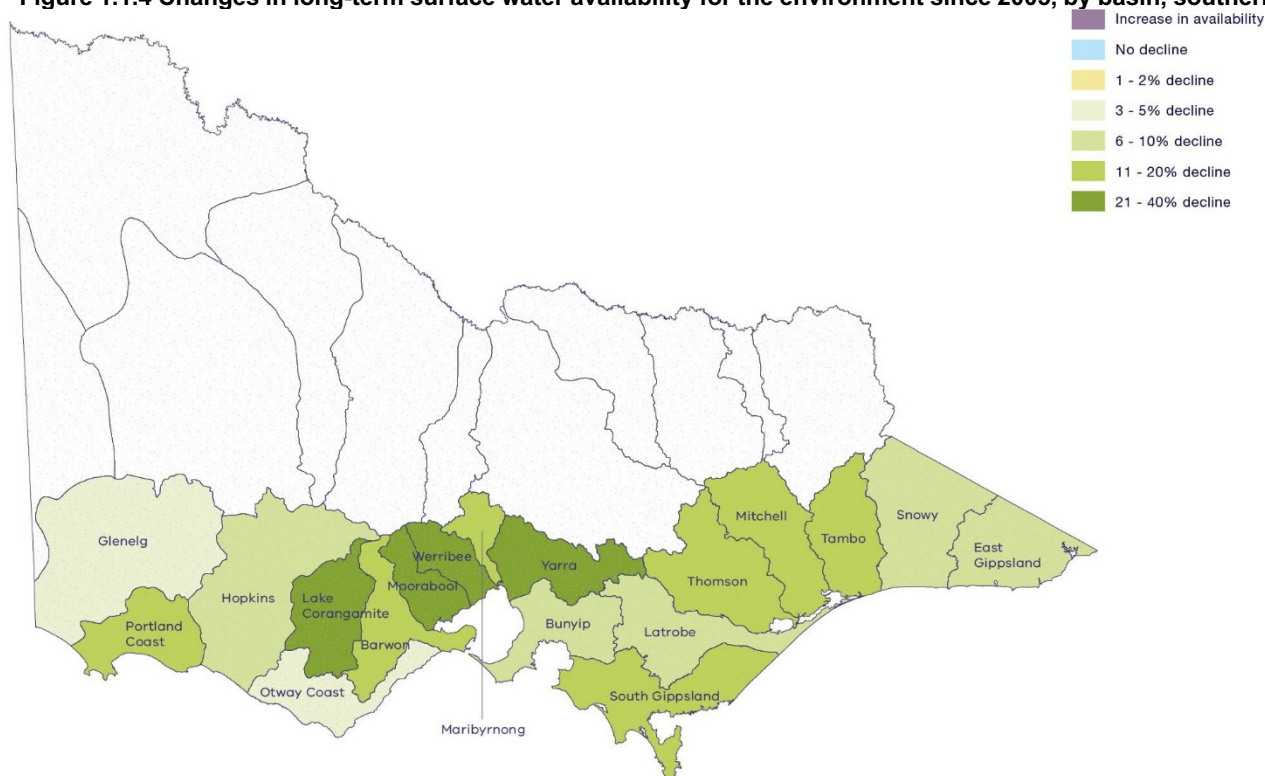 Figure 1.1.4 Changes in long-term surface water availability for the environment since 2005, by basin, southern
Increase in availability
No decline
1 - 2% decline
3 - 5% decline
6 - 10% decline
11 - 20% decline
21 - 40% decline
Glenelg
Portland
Coast
Hopkins
Lake
Corangamite
Otway Coast
Barwon
Moorabool
Werribee
Maribyrnong
Yarra
Bunyip
Latrobe
South Gippsland
Thomson
Mitchell
Tambo
Snowy
East
Gippsland